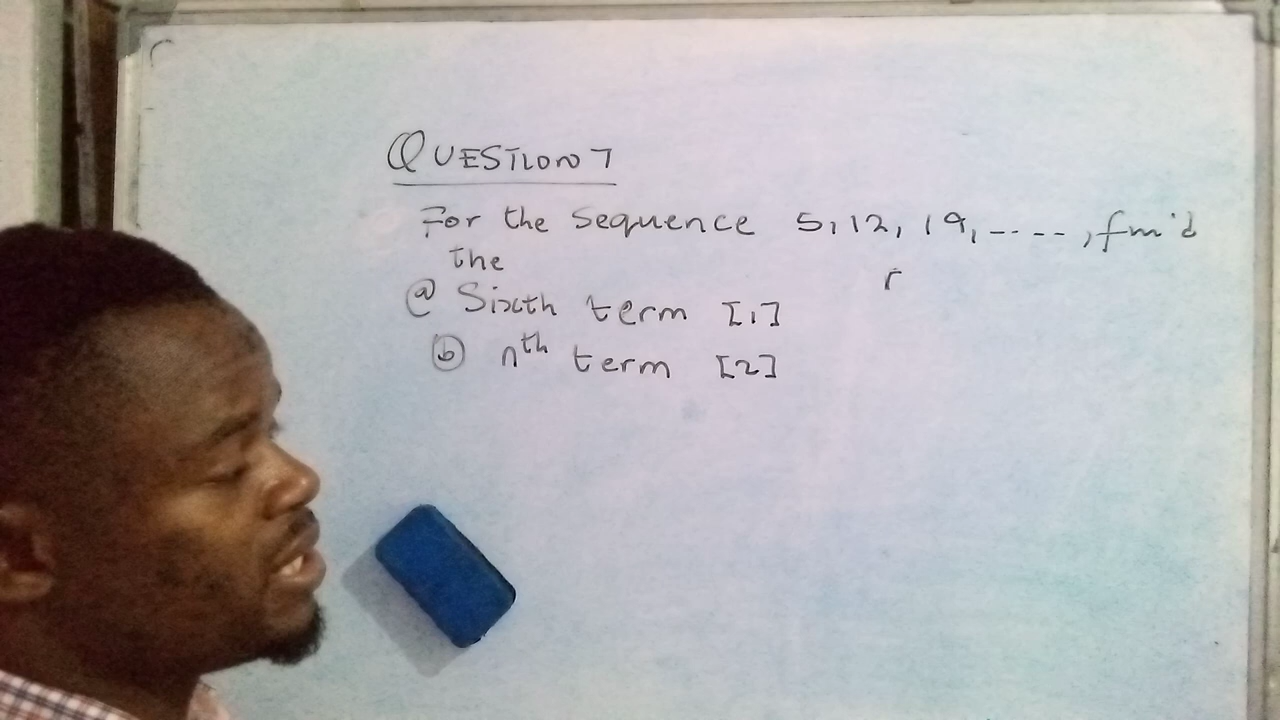 QUESTION 7
For the sequence 5, 12, 19, ----, find
the
r
(a) Sixth term [1]
(b) nth term [2]